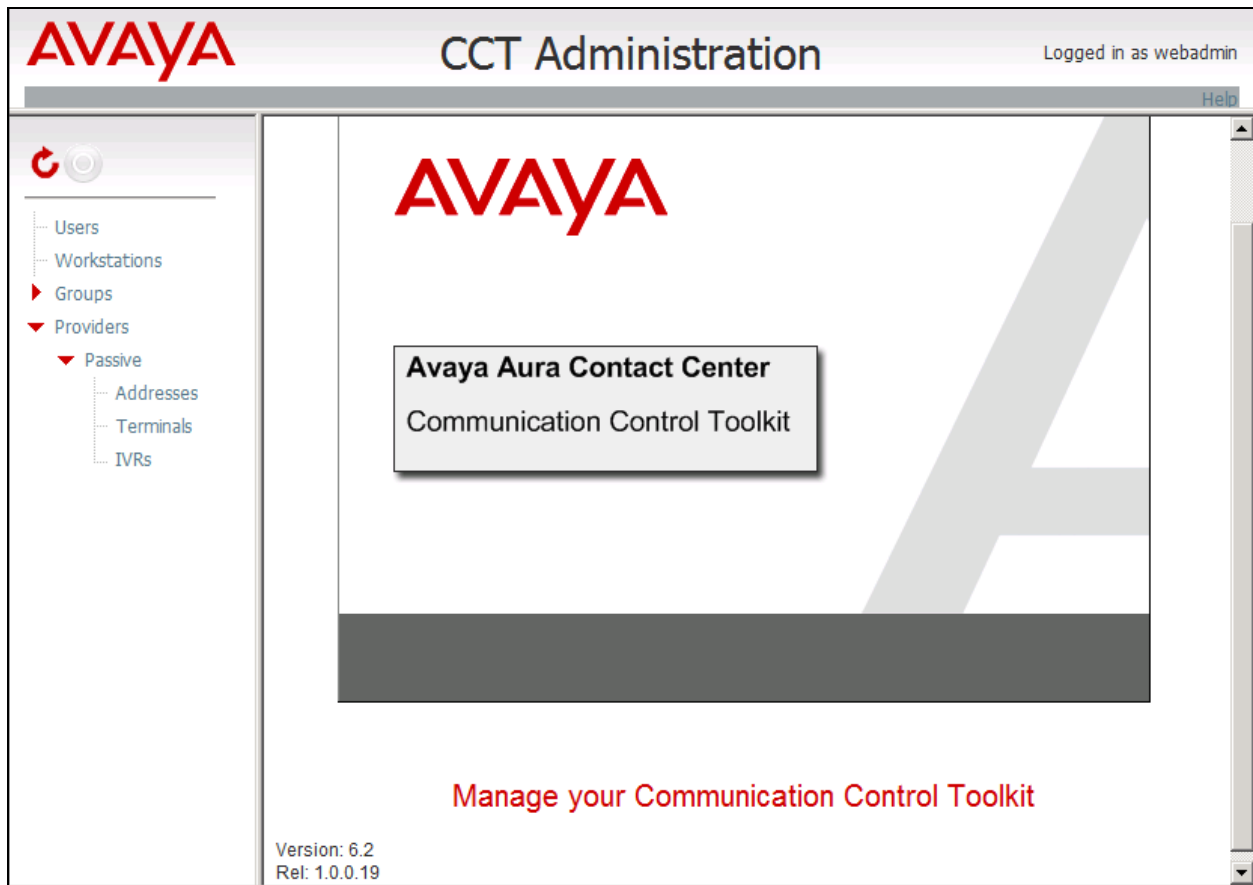 AVAYA
CCT Administration
Logged in as webadmin
Help
Users
Workstations
Groups
Providers
Passive
Addresses
Terminals
IVRs
AVAYA
Avaya Aura Contact Center
Communication Control Toolkit
Manage your Communication Control Toolkit
Version: 6.2
Rel: 1.0.0.19